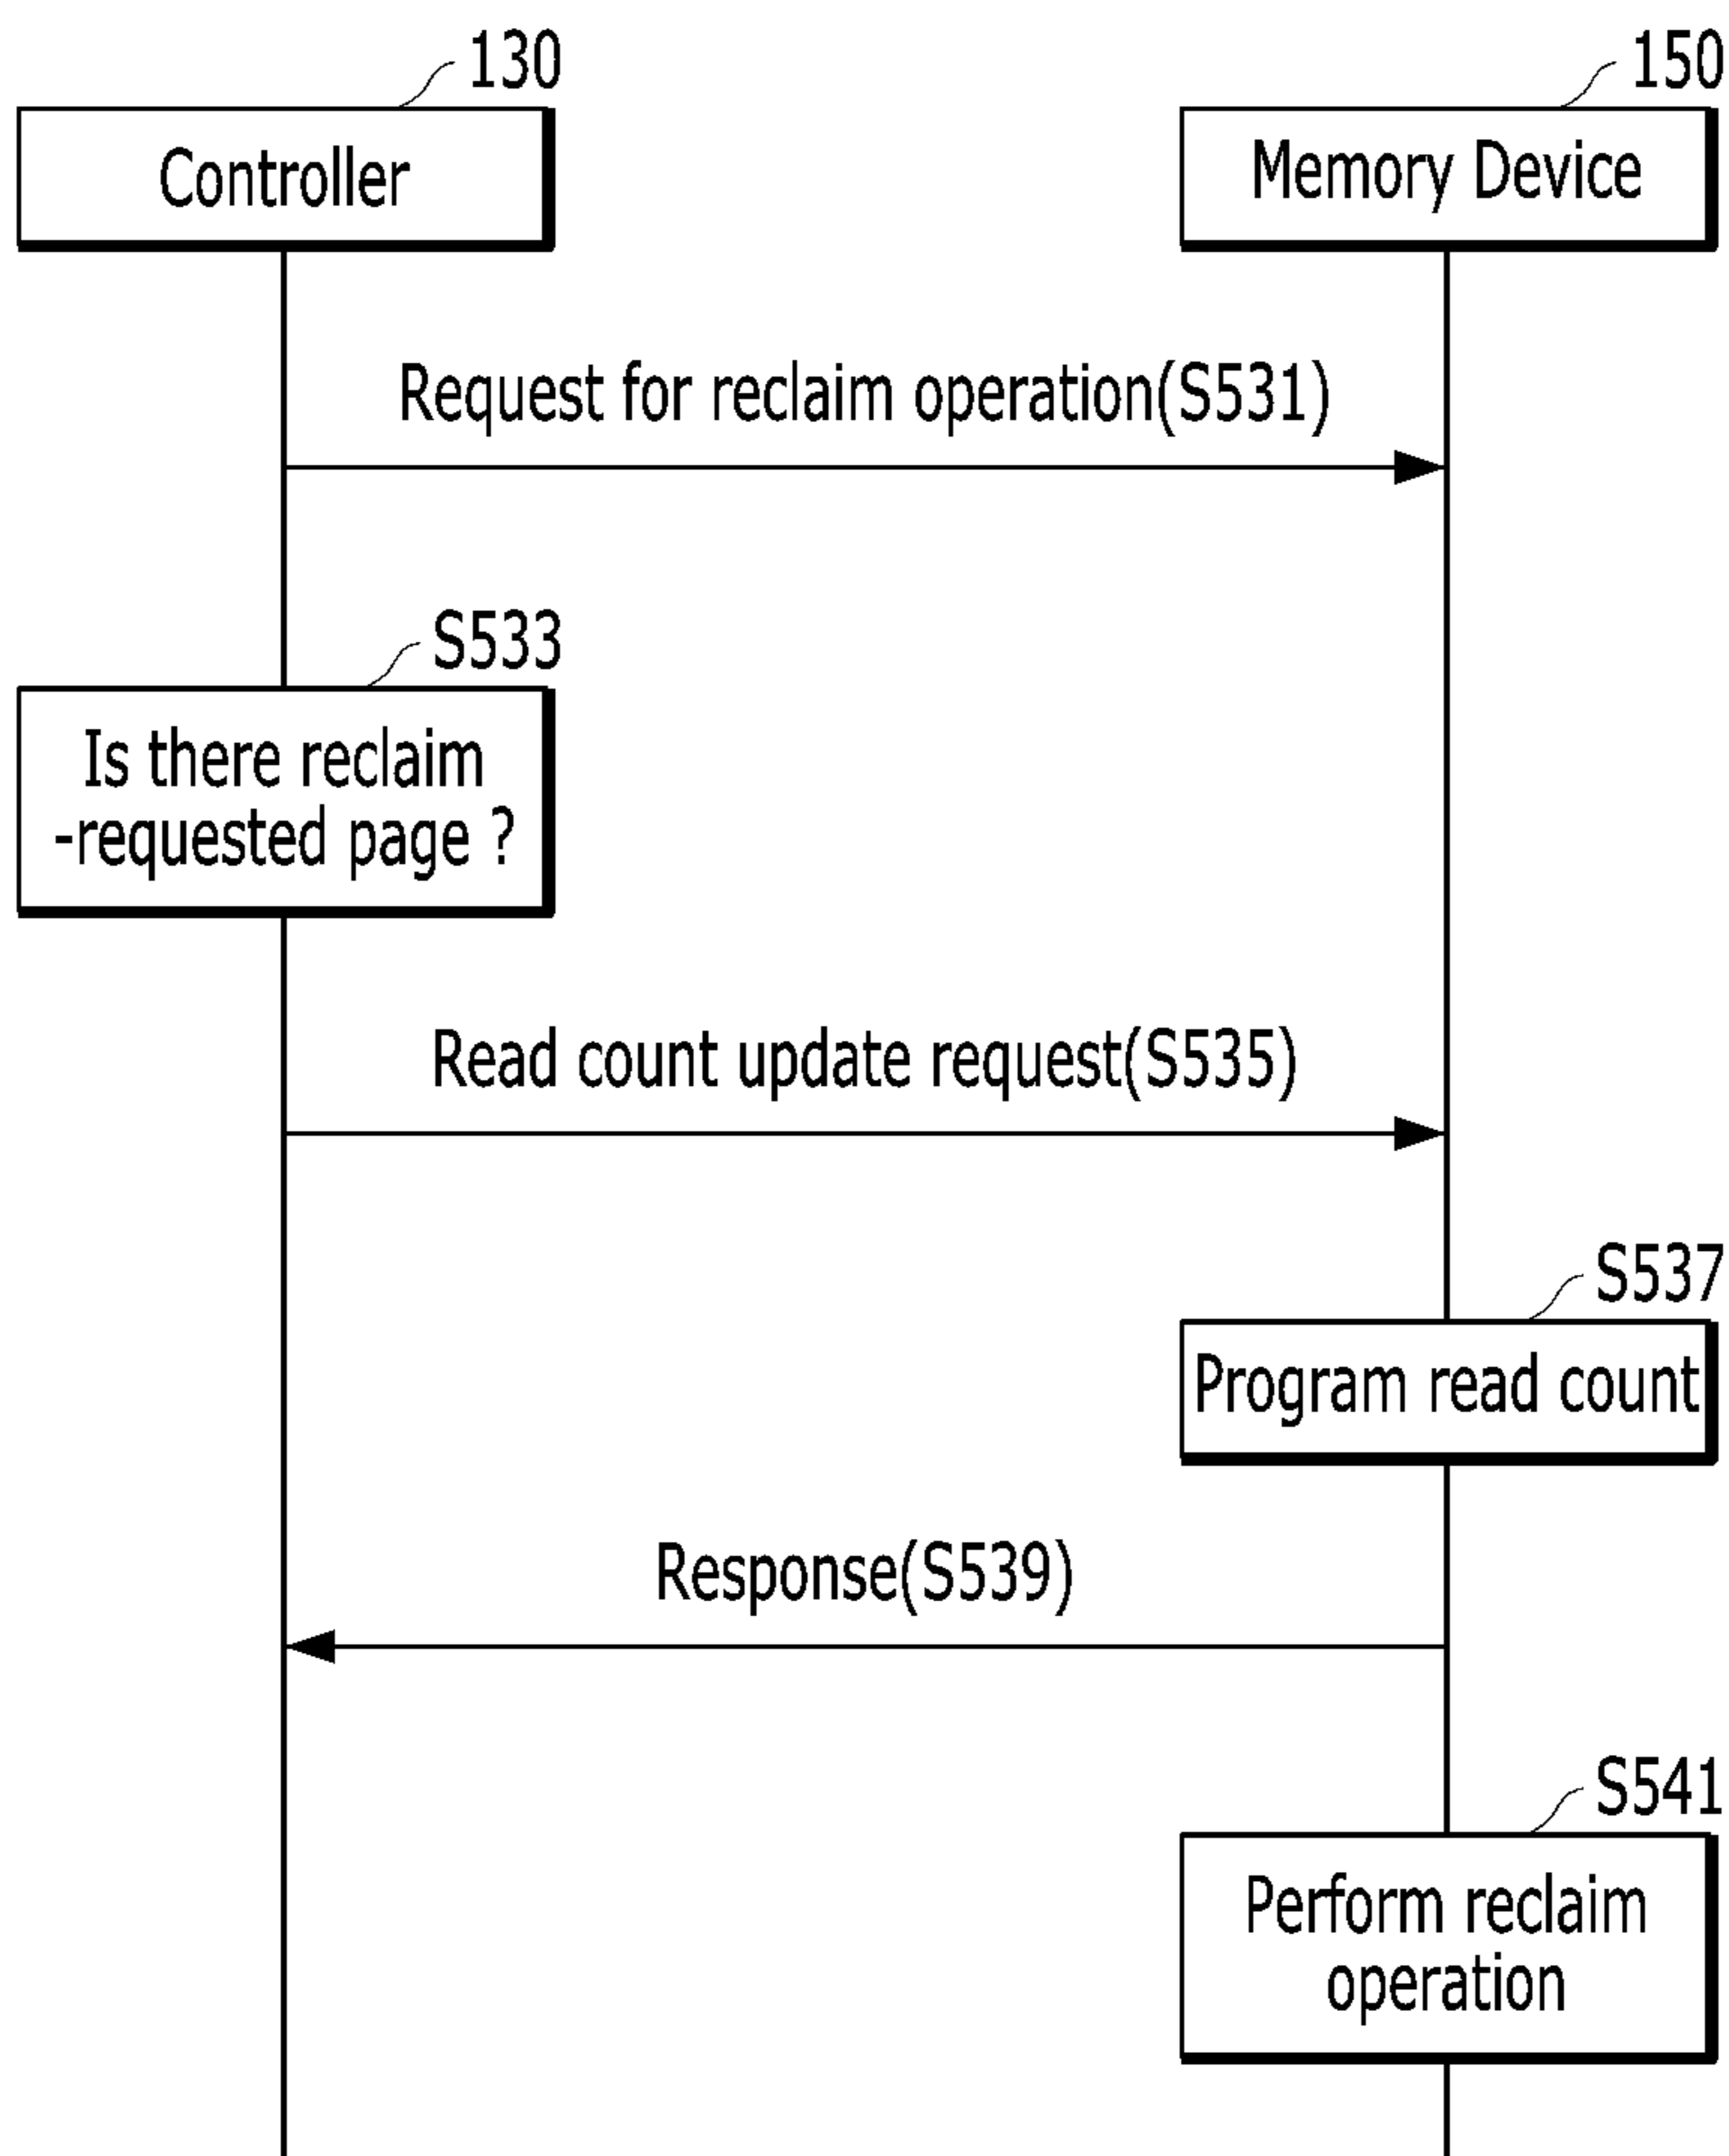 130
150
Controller
Memory Device
Request for reclaim operation(S531)
S533
Is there reclaim
-requested page ?
Read count update request(S535)
S537
Program read count
Response(S539)
S541
Perform reclaim
operation